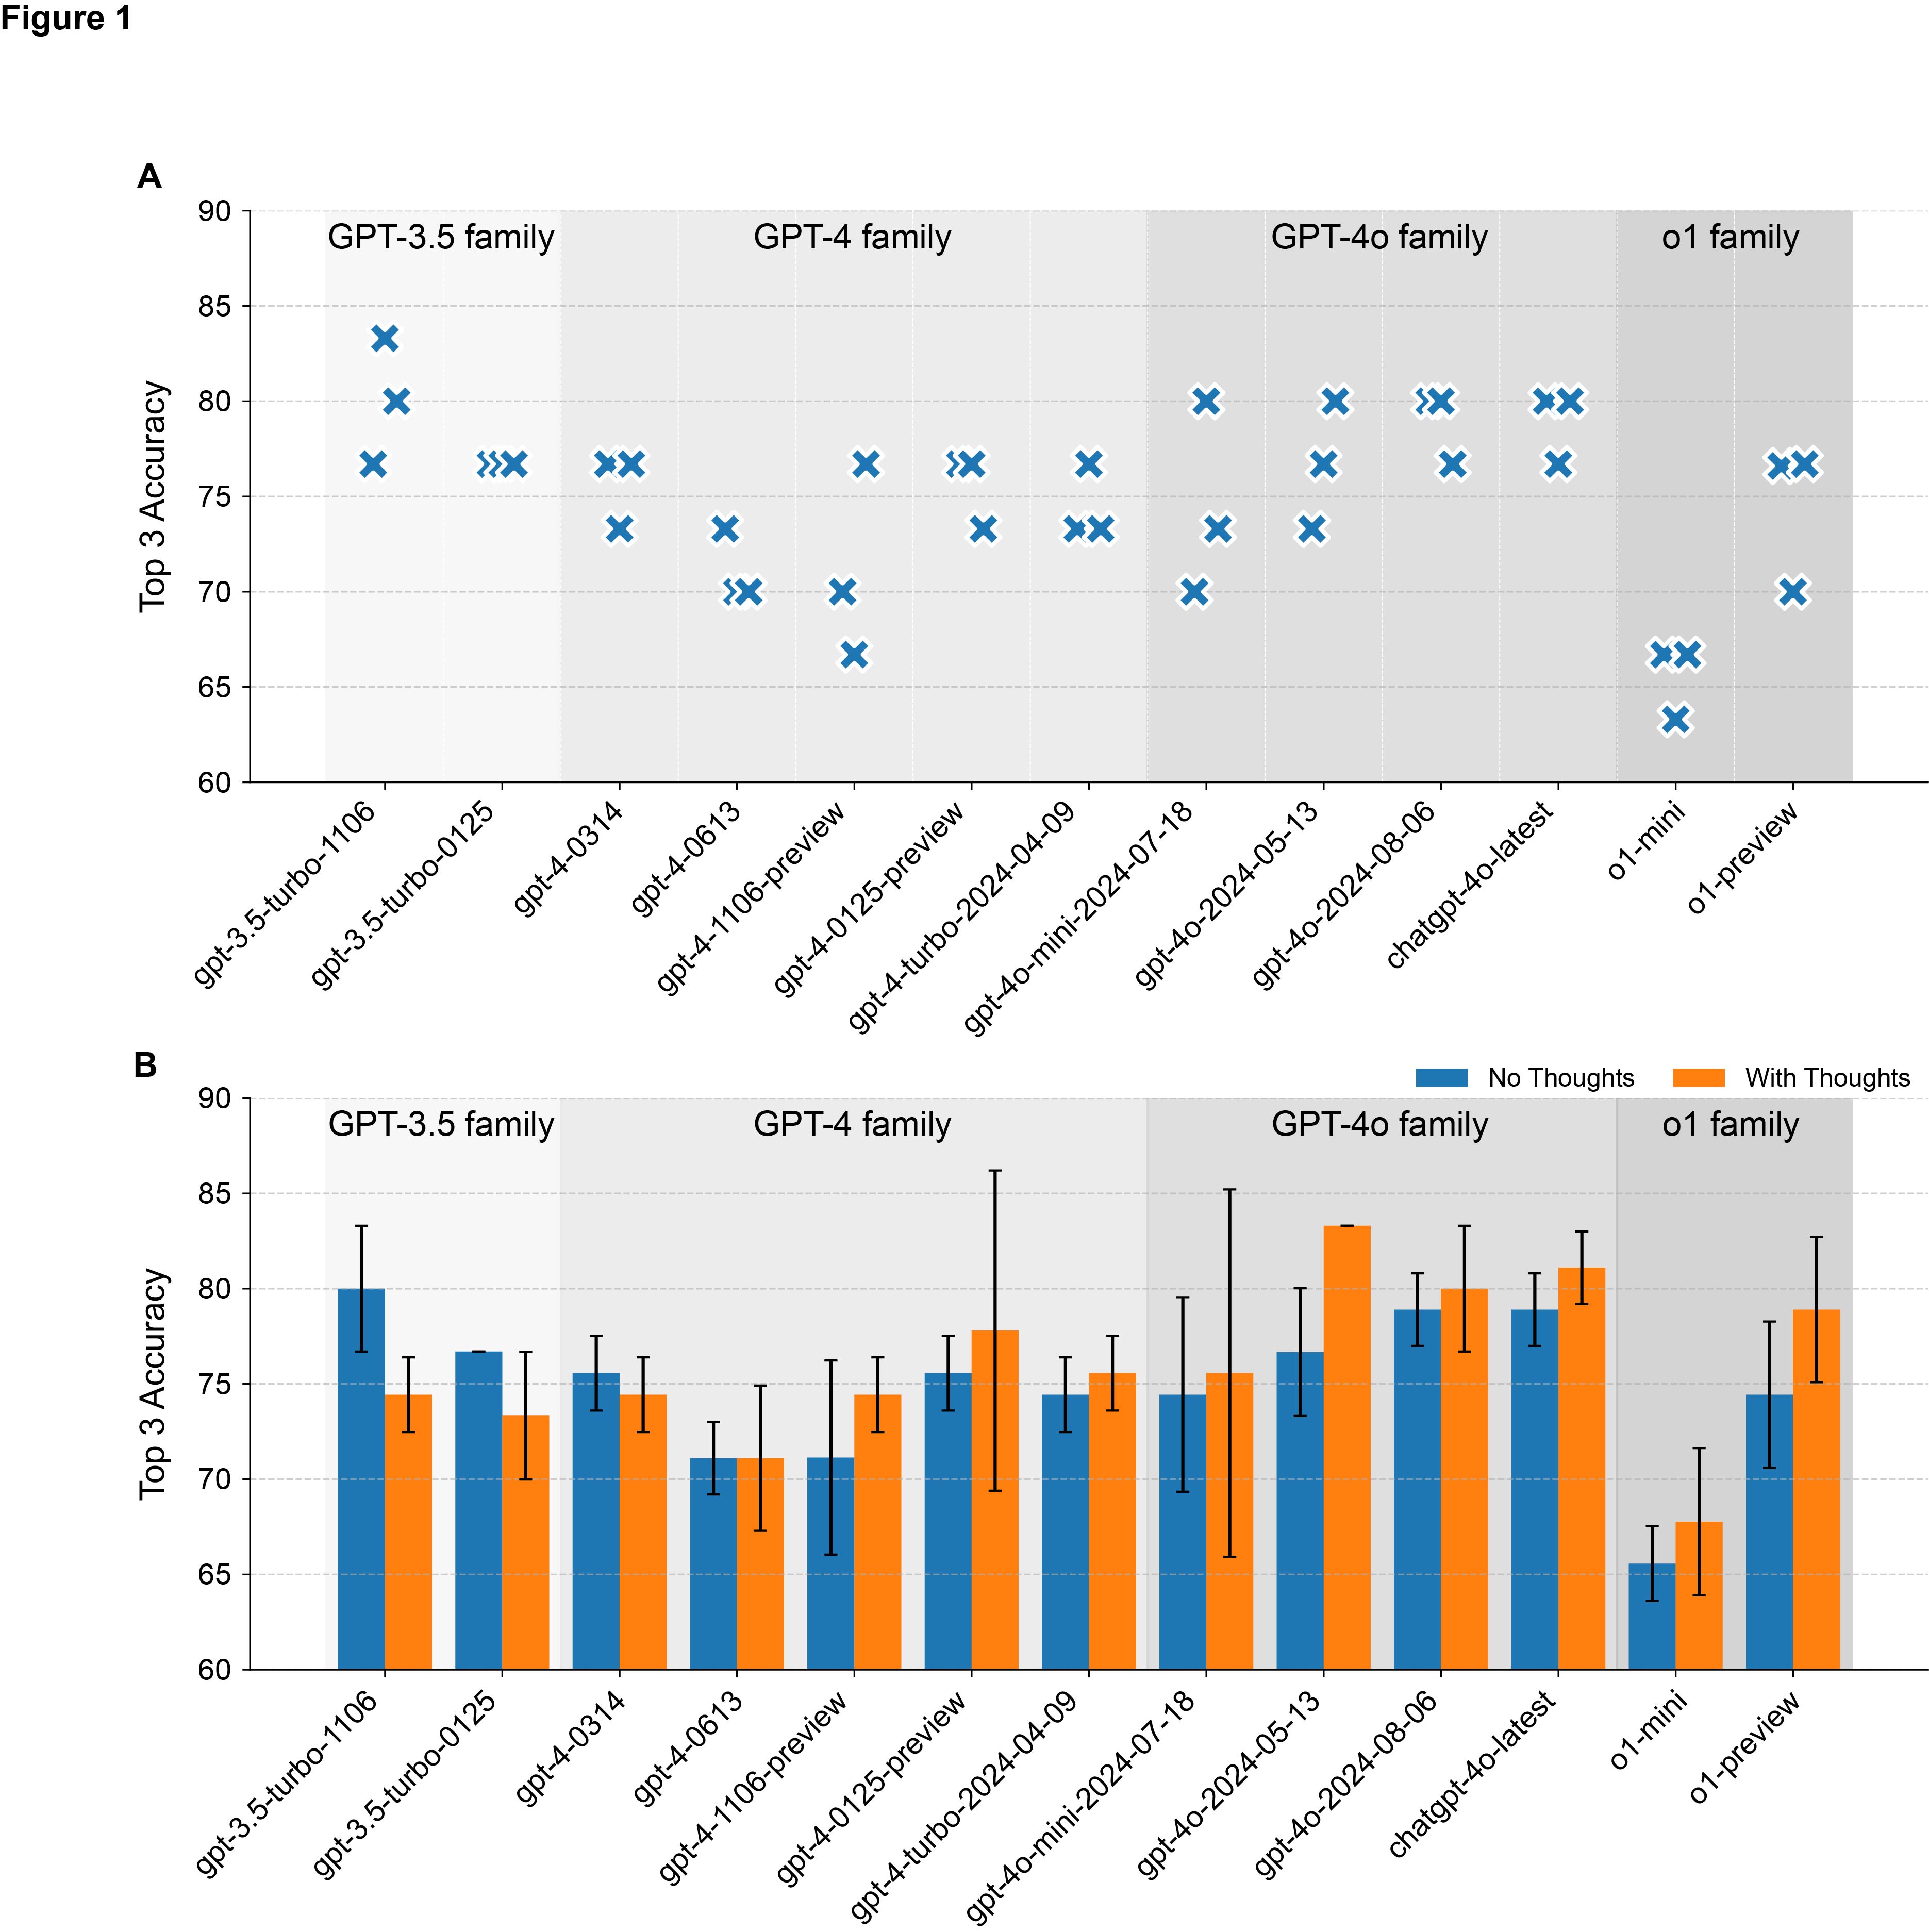 Figure 1
A
GPT-3.5 family
GPT-4 family
GPT-4o family
o1 family
Top 3 Accuracy
90
85
80
75
70
65
60
gpt-3.5-turbo-1106
gpt-3.5-turbo-0125
gpt-4-0314
gpt-4-0613
gpt-4-1106-preview
gpt-4-0125-preview
gpt-4-turbo-2024-04-09
gpt-4o-mini-2024-07-18
gpt-4o-2024-05-13
gpt-4o-2024-08-06
chatgpt-4o-latest
o1-mini
o1-preview
B
No Thoughts
With Thoughts
GPT-3.5 family
GPT-4 family
GPT-4o family
o1 family
Top 3 Accuracy
90
85
80
75
70
65
60
gpt-3.5-turbo-1106
gpt-3.5-turbo-0125
gpt-4-0314
gpt-4-0613
gpt-4-1106-preview
gpt-4-0125-preview
gpt-4-turbo-2024-04-09
gpt-4o-mini-2024-07-18
gpt-4o-2024-05-13
gpt-4o-2024-08-06
chatgpt-4o-latest
o1-mini
o1-preview